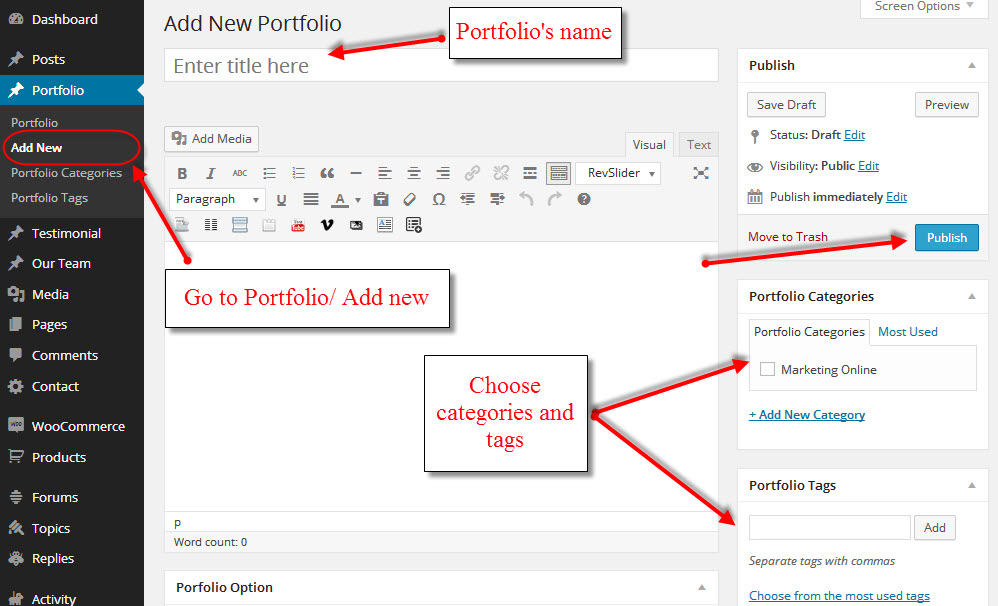 Dashboard
Posts
Portfolio
Portfolio
Add New
Portfolio Categories
Portfolio Tags
Testimonial
Our Team
Media
Pages
Comments
Contact
WooCommerce
Products
Forums
Topics
Replies
Activity
Screen Options
Add New Portfolio
Portfolio's name
Enter title here
Add Media
Visual
Text
B I ABC
RevSlider
Paragraph
U A
Go to Portfolio/ Add new
Choose
categories and
tags
p
Word count: 0
Porfolio Option
Publish
Save Draft
Preview
Status: Draft Edit
Visibility: Public Edit
Publish immediately Edit
Move to Trash
Publish
Portfolio Categories
Portfolio Categories
Most Used
Marketing Online
+ Add New Category
Portfolio Tags
Add
Separate tags with commas
Choose from the most used tags